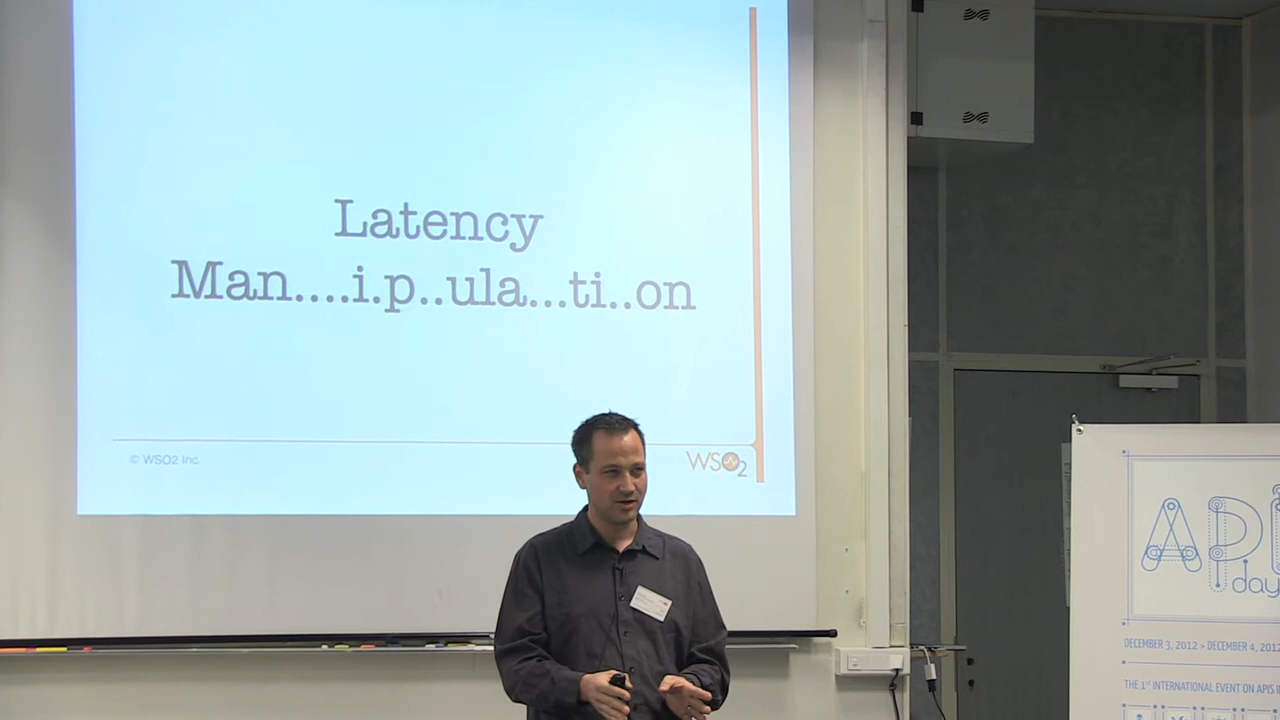 Latency
Man....i.p..ula...ti..on
© WSO2 Inc.
WSO2
API
day
DECEMBER 3, 2012 > DECEMBER 4, 2012
THE 1st INTERNATIONAL EVENT ON APIS